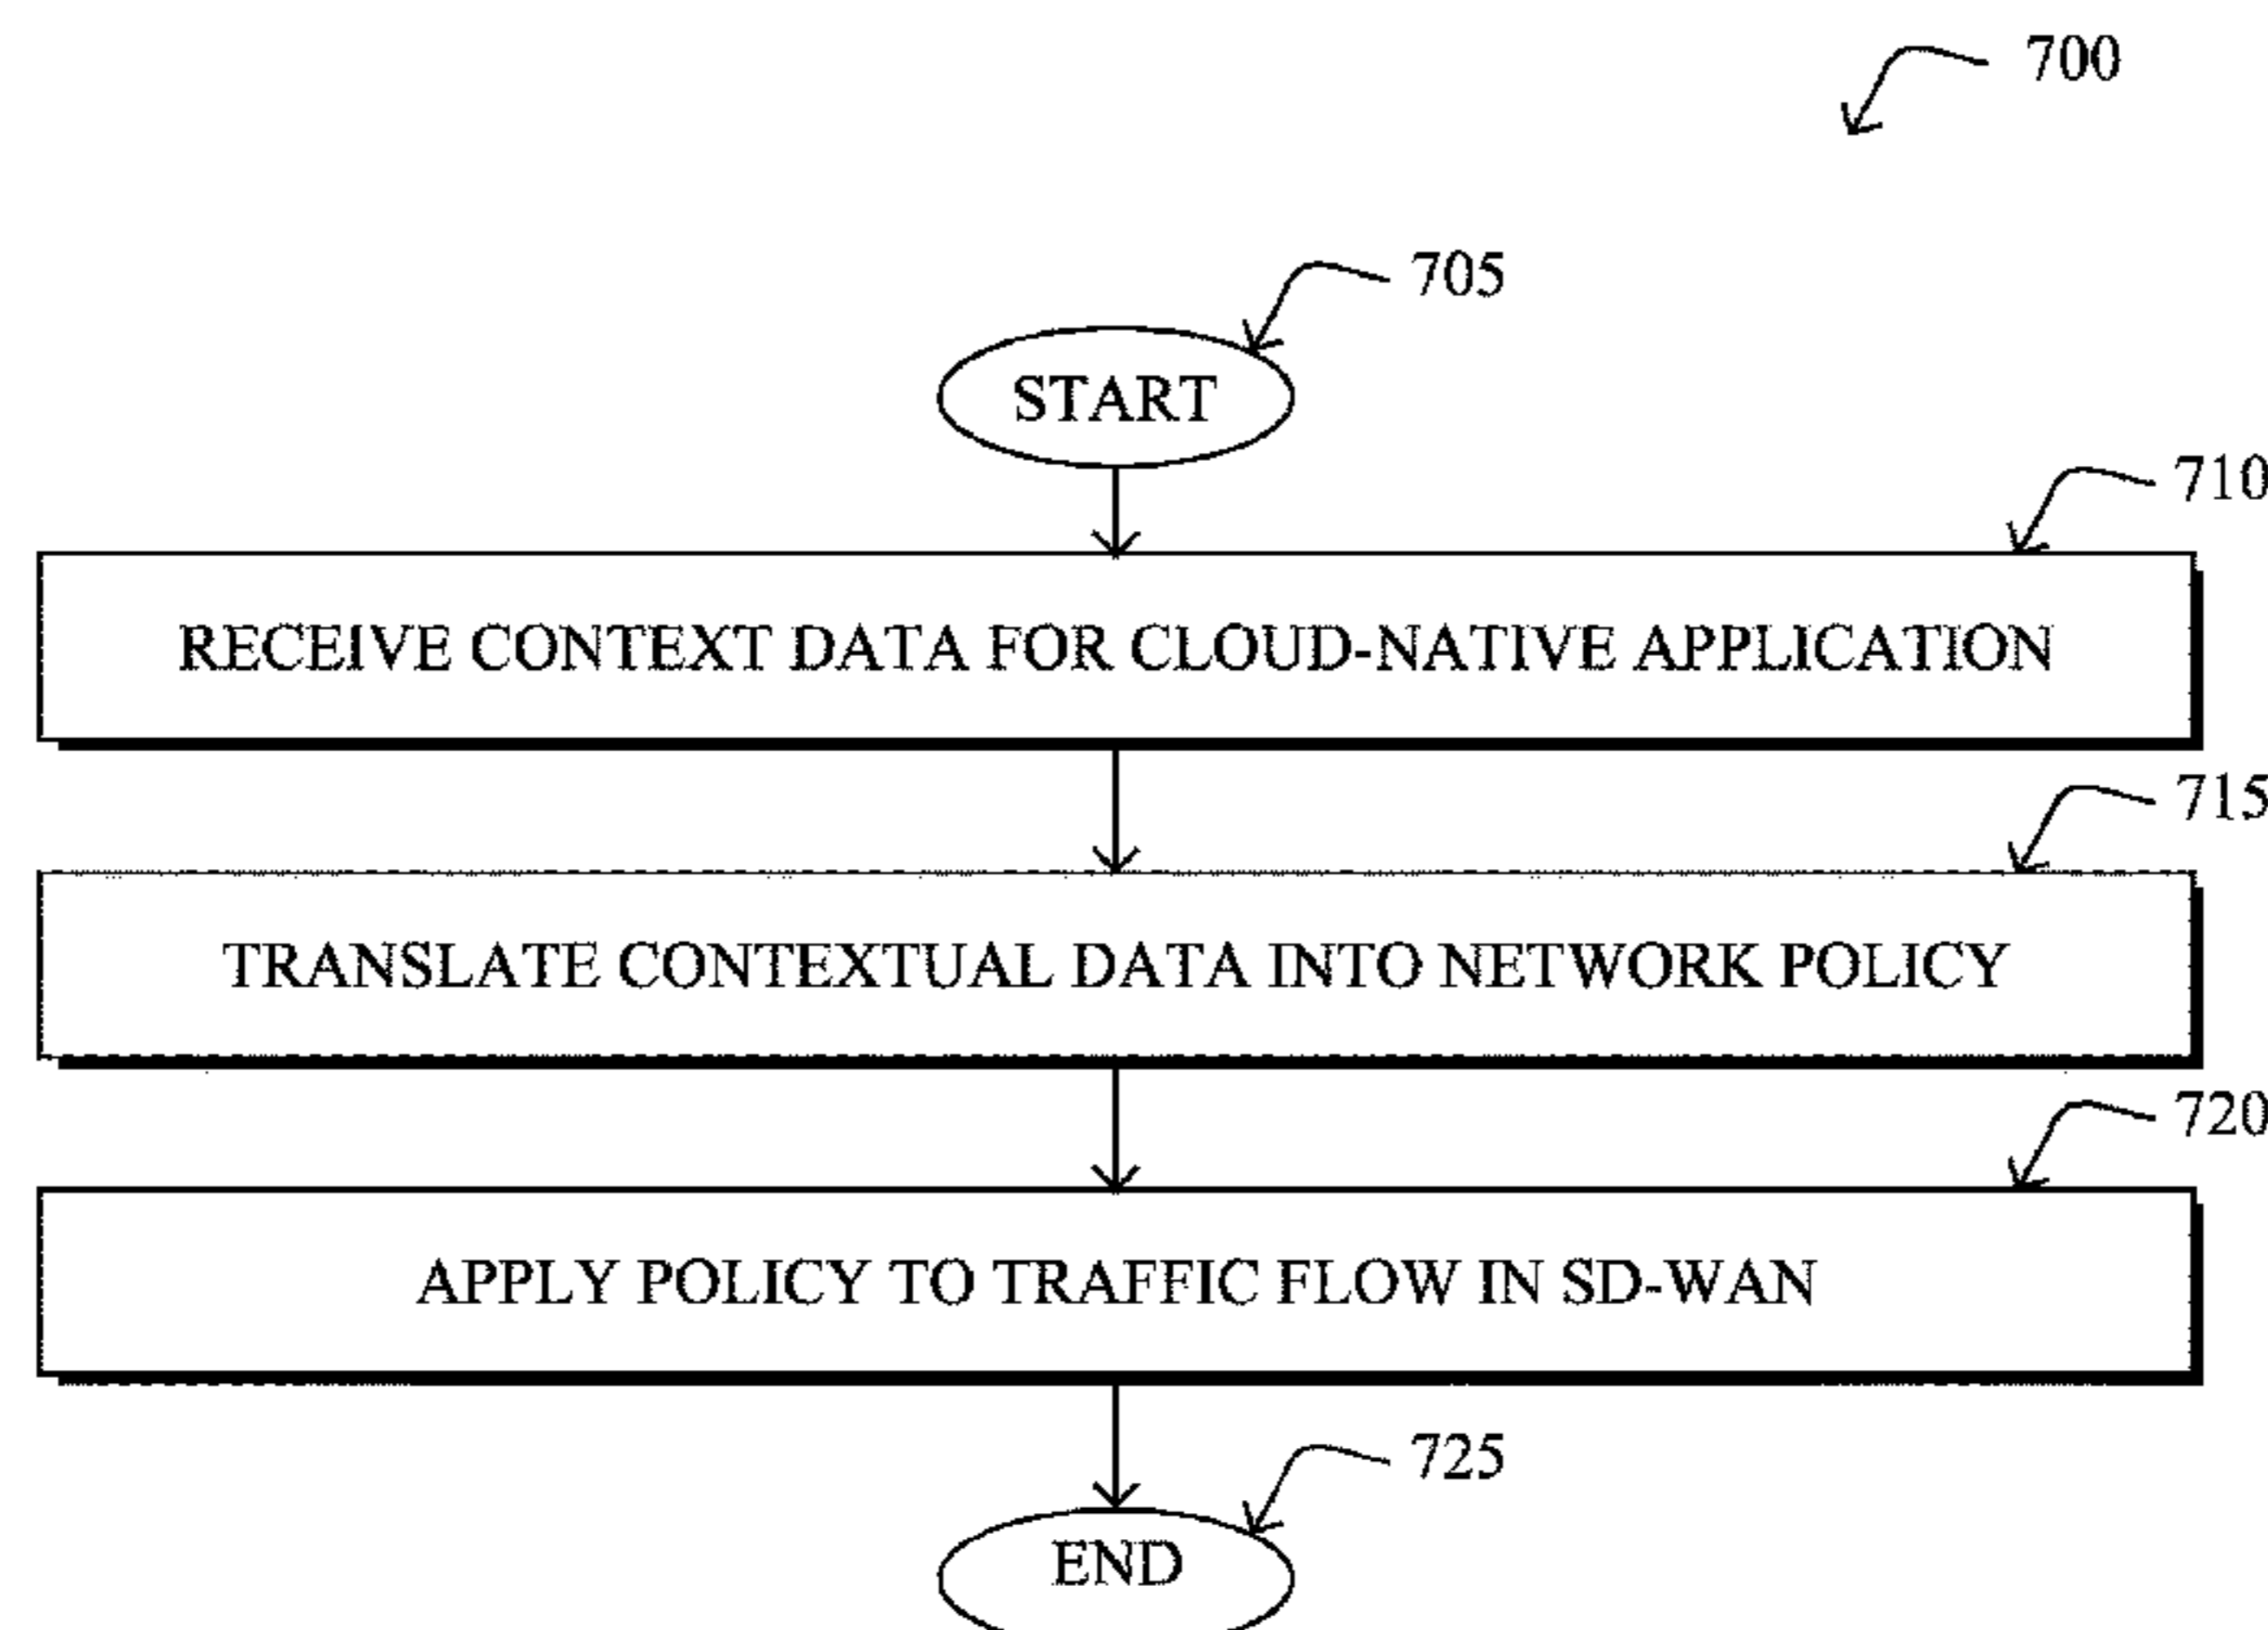 700
705
START
710
RECEIVE CONTEXT DATA FOR CLOUD-NATIVE APPLICATION
715
TRANSLATE CONTEXTUAL DATA INTO NETWORK POLICY
720
APPLY POLICY TO TRAFFIC FLOW IN SD-WAN
725
END